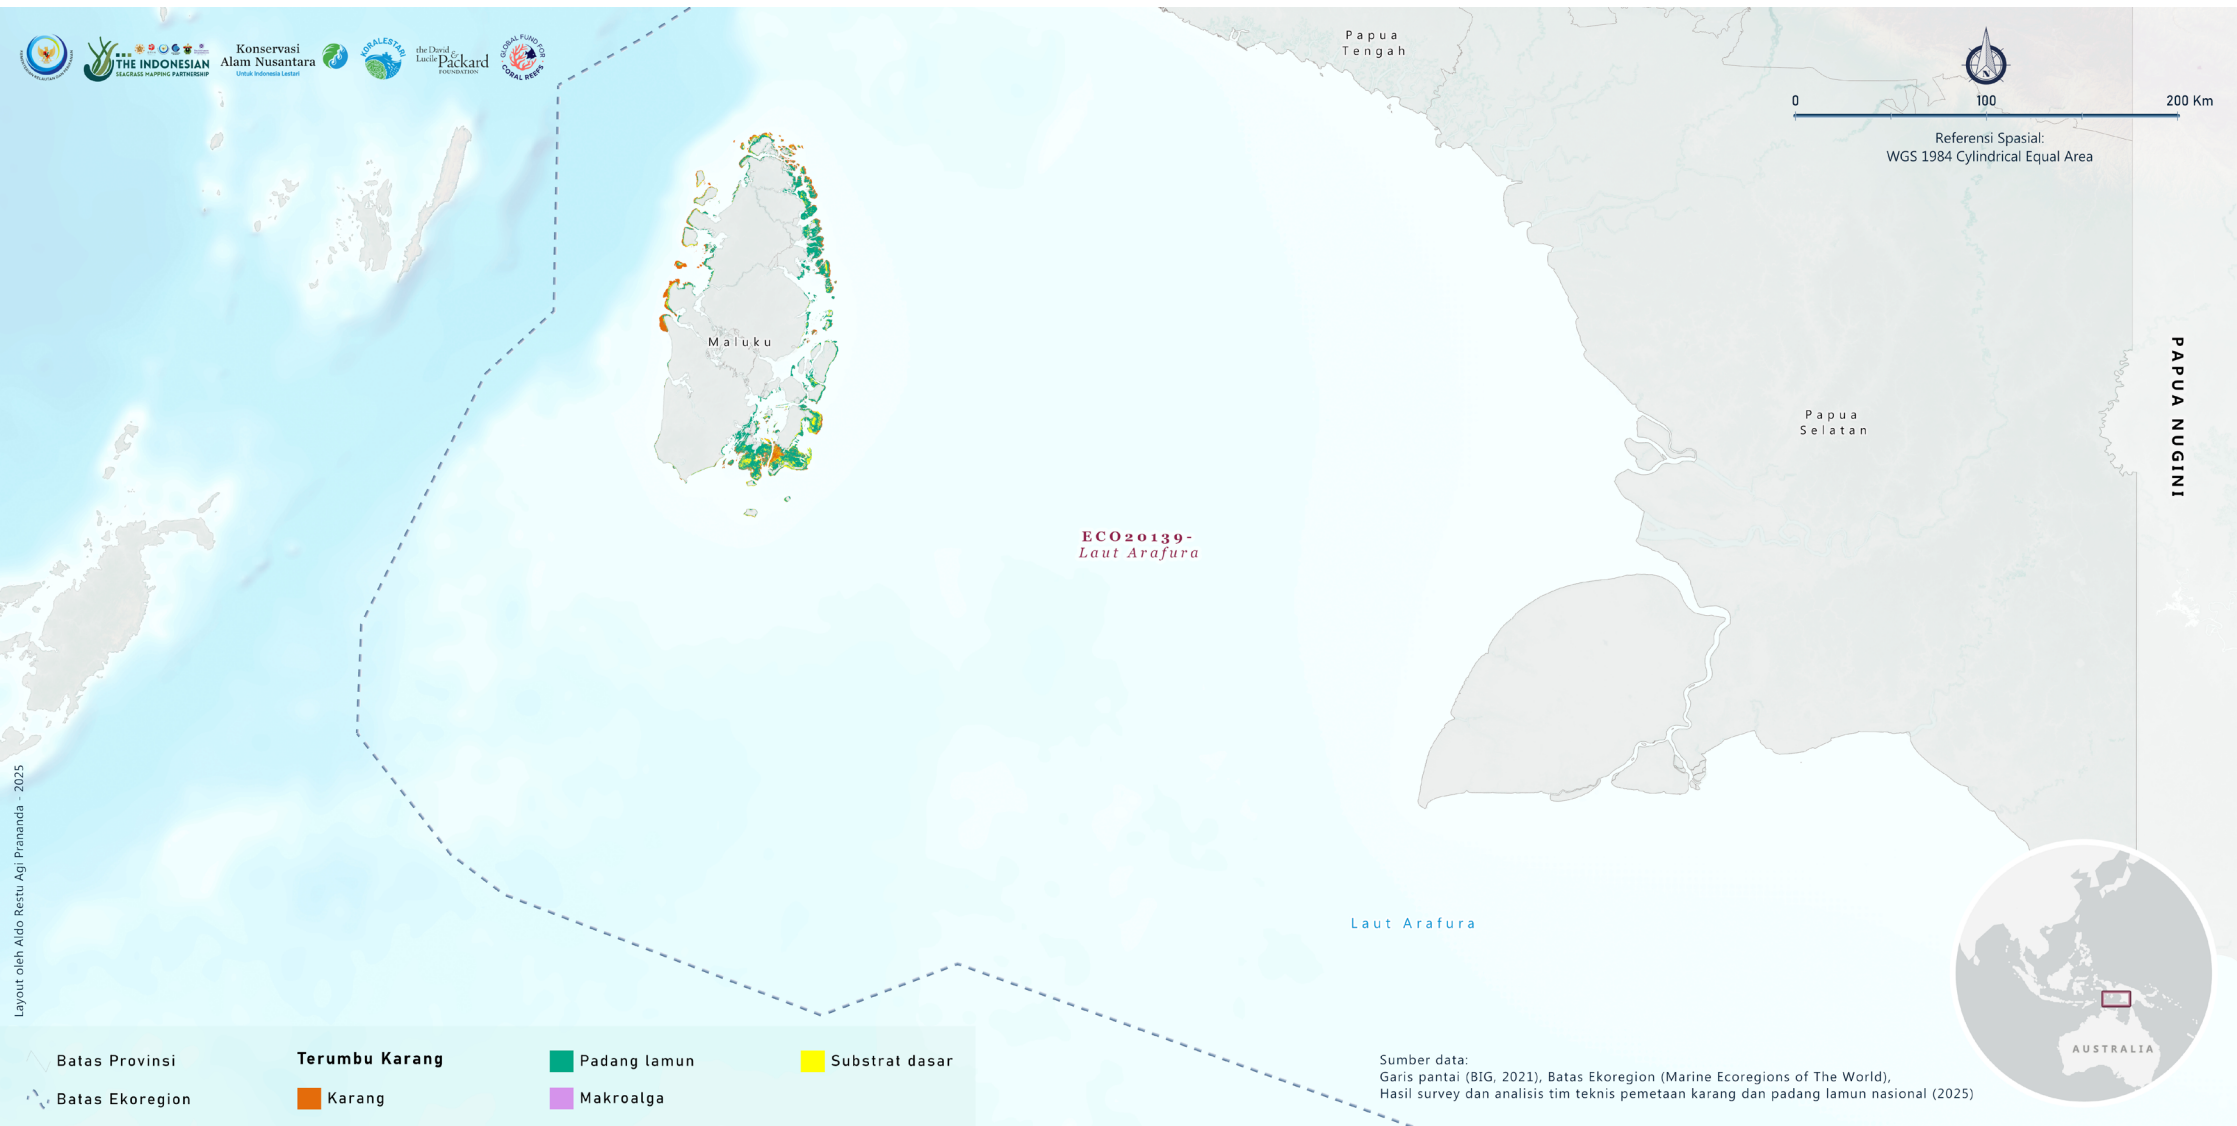 THE INDONESIAN
SEAGRASS MAPPING PARTNERSHIP
Konservasi
Alam Nusantara
Untuk Indonesia Lestari
KORALESTARI
the David &
Lucile Packard
FOUNDATION
GLOBAL FUND FOR
CORAL REEFS
Papua
Tengah
N
0 100 200 Km
Referensi Spasial:
WGS 1984 Cylindrical Equal Area
Maluku
PAPUA NUGINI
Papua
Selatan
ECO20139-
Laut Arafura
Laut Arafura
Layout oleh Aldo Restu Agi Prananda - 2025
AUSTRALIA
Batas Provinsi
Batas Ekoregion
Terumbu Karang
Karang
Padang lamun
Makroalga
Substrat dasar
Sumber data:
Garis pantai (BIG, 2021), Batas Ekoregion (Marine Ecoregions of The World),
Hasil survey dan analisis tim teknis pemetaan karang dan padang lamun nasional (2025)